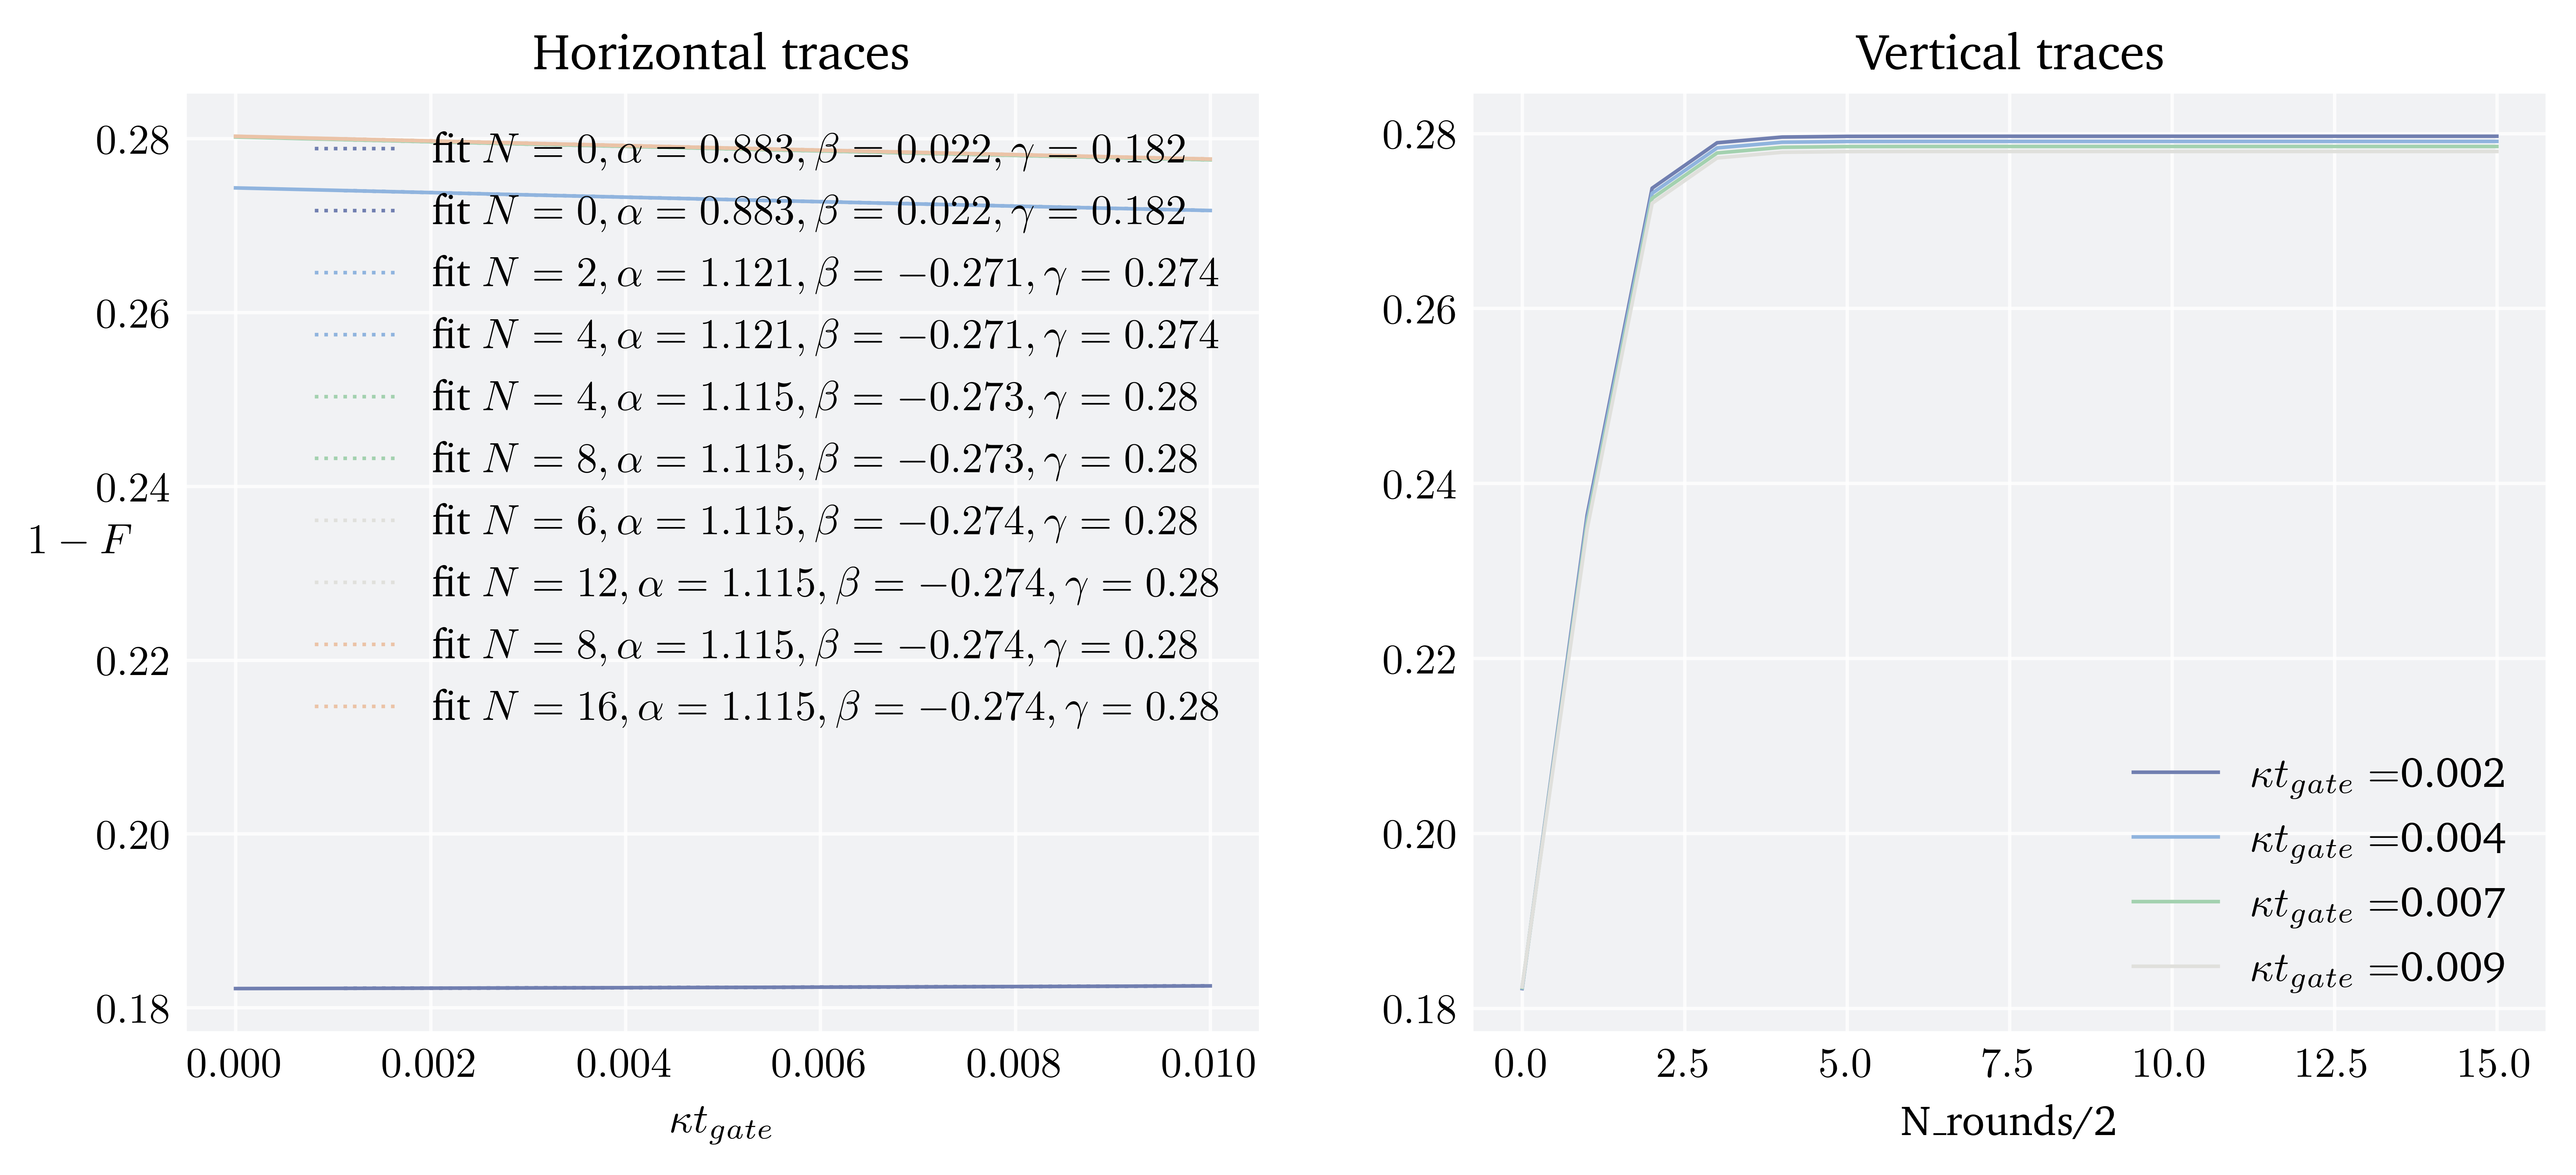 Horizontal traces
0.28
0.26
0.24
0.22
0.20
0.18
1 − F
fit N = 0, α = 0.883, β = 0.022, γ = 0.182
fit N = 0, α = 0.883, β = 0.022, γ = 0.182
fit N = 2, α = 1.121, β = −0.271, γ = 0.274
fit N = 4, α = 1.121, β = −0.271, γ = 0.274
fit N = 4, α = 1.115, β = −0.273, γ = 0.28
fit N = 8, α = 1.115, β = −0.273, γ = 0.28
fit N = 6, α = 1.115, β = −0.274, γ = 0.28
fit N = 12, α = 1.115, β = −0.274, γ = 0.28
fit N = 8, α = 1.115, β = −0.274, γ = 0.28
fit N = 16, α = 1.115, β = −0.274, γ = 0.28
0.000 0.002 0.004 0.006 0.008 0.010
κt_gate
Vertical traces
0.28
0.26
0.24
0.22
0.20
0.18
κt_gate =0.002
κt_gate =0.004
κt_gate =0.007
κt_gate =0.009
0.0 2.5 5.0 7.5 10.0 12.5 15.0
N_rounds/2